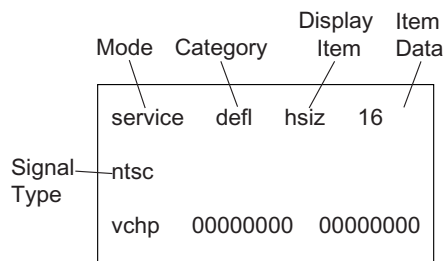 Display Item
Item Data
Mode Category
service defl hsiz 16
Signal Type
ntsc
vchp 00000000 00000000